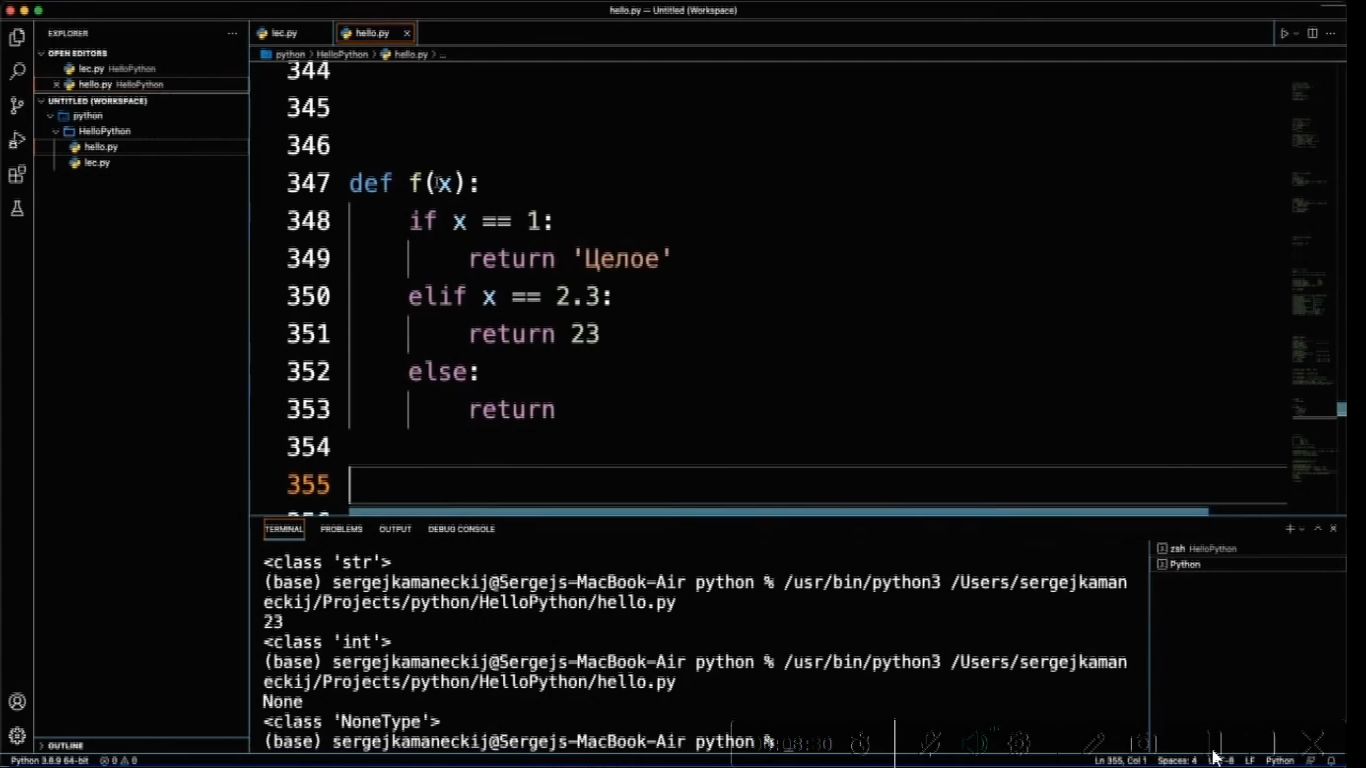 hello.py — Untitled (Workspace)
EXPLORER
...
OPEN EDITORS
lec.py HelloPython
hello.py HelloPython
UNTITLED (WORKSPACE)
python
HelloPython
hello.py
lec.py
OUTLINE
lec.py
hello.py
python > HelloPython > hello.py > ...
344
345
346
347 def f(x):
348 if x == 1:
349 return 'Целое'
350 elif x == 2.3:
351 return 23
352 else:
353 return
354
355
TERMINAL PROBLEMS OUTPUT DEBUG CONSOLE
<class 'str'>
(base) sergejkamaneckij@Sergejs-MacBook-Air python % /usr/bin/python3 /Users/sergejkaman
eckij/Projects/python/HelloPython/hello.py
23
<class 'int'>
(base) sergejkamaneckij@Sergejs-MacBook-Air python % /usr/bin/python3 /Users/sergejkaman
eckij/Projects/python/HelloPython/hello.py
None
<class 'NoneType'>
(base) sergejkamaneckij@Sergejs-MacBook-Air python %
zsh HelloPython
Python
Python 3.8.9 64-bit 0 0
Ln 355, Col 1 Spaces: 4 LF Python